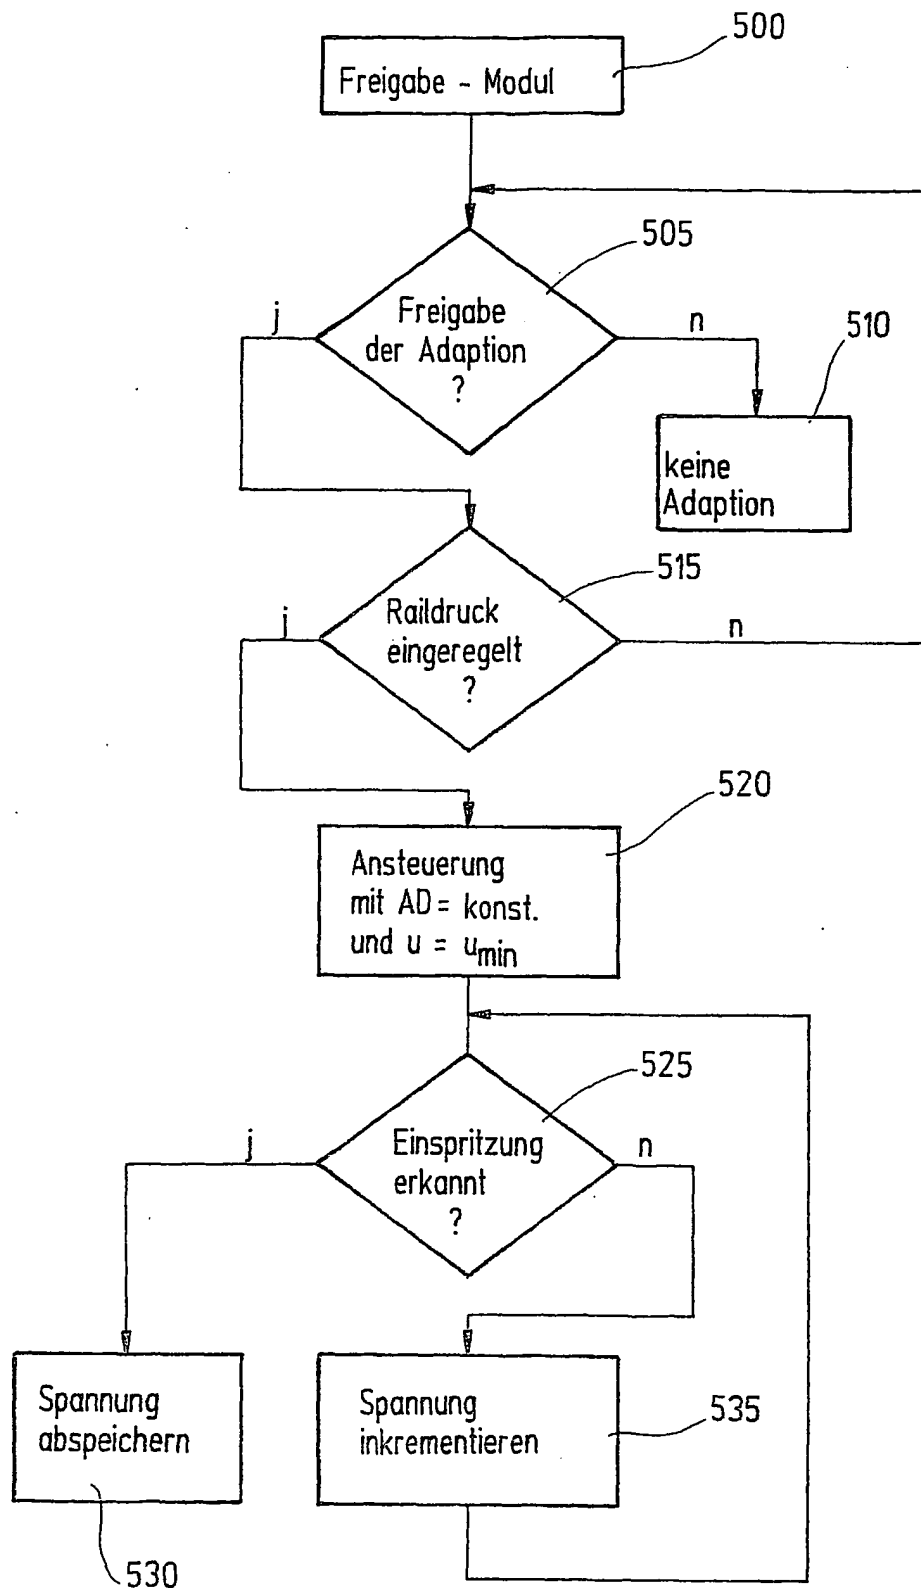 500
Freigabe - Modul
505
j
Freigabe
der Adaption
?
n
510
keine
Adaption
515
j
Raildruck
eingeregelt
?
n
520
Ansteuerung
mit AD = konst.
und u = umin
525
j
Einspritzung
erkannt
?
n
Spannung
abspeichern
Spannung
inkrementieren
535
530